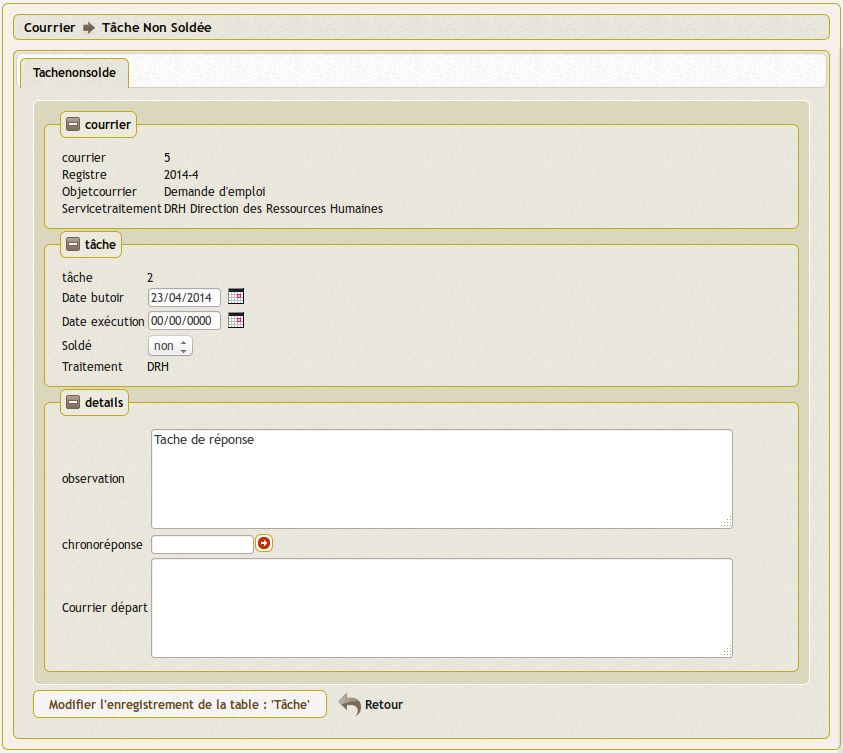 Courrier Tâche Non Soldée
Tachenonsolde
courrier
courrier 5
Registre 2014-4
Objetcourrier Demande d'emploi
Servicetraitement DRH Direction des Ressources Humaines
tâche
tâche 2
Date butoir 23/04/2014
Date exécution 00/00/0000
Soldé non
Traitement DRH
details
observation Tache de réponse
chronoréponse
Courrier départ
Modifier l'enregistrement de la table : 'Tâche' Retour